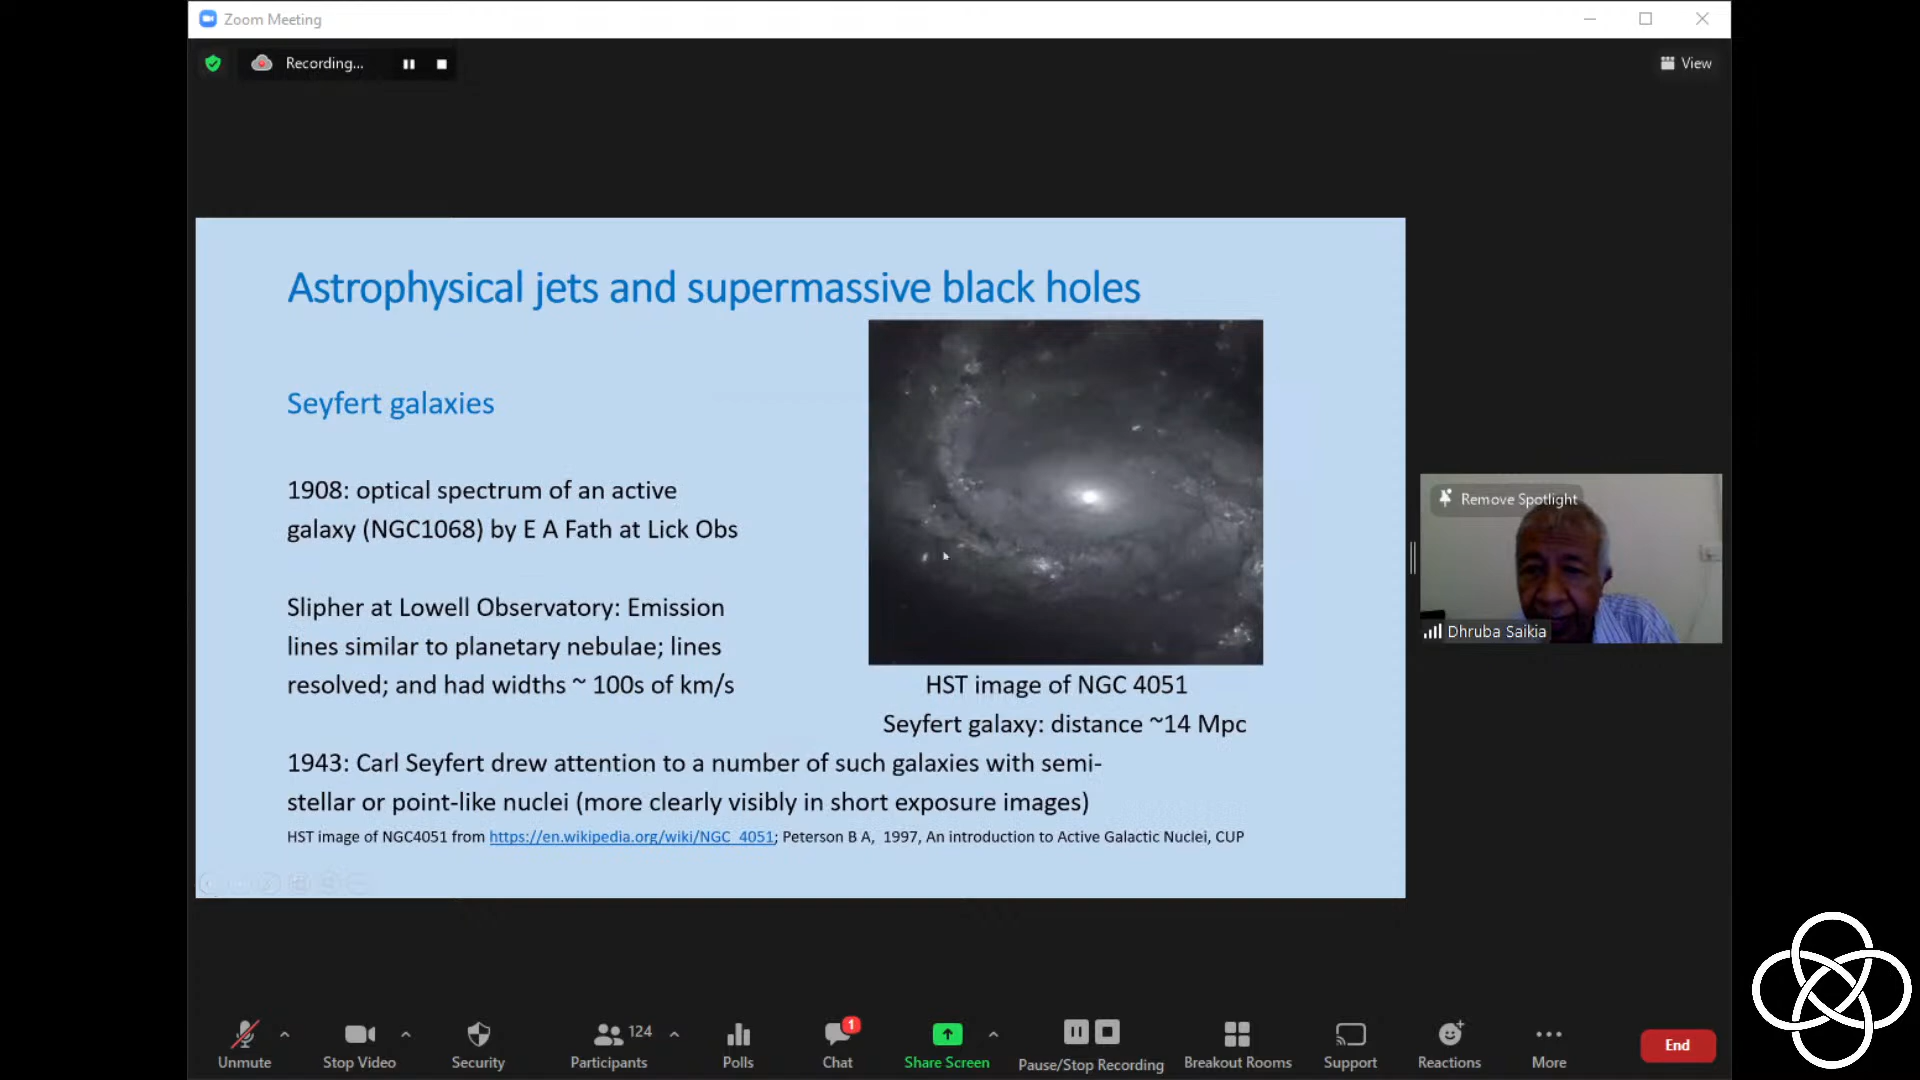 Zoom Meeting
Recording...
View
Astrophysical jets and supermassive black holes
Seyfert galaxies
1908: optical spectrum of an active
galaxy (NGC1068) by E A Fath at Lick Obs
Slipher at Lowell Observatory: Emission
lines similar to planetary nebulae; lines
resolved; and had widths ~ 100s of km/s
HST image of NGC 4051
Seyfert galaxy: distance ~14 Mpc
1943: Carl Seyfert drew attention to a number of such galaxies with semi-
stellar or point-like nuclei (more clearly visibly in short exposure images)
HST image of NGC4051 from https://en.wikipedia.org/wiki/NGC_4051; Peterson B A, 1997, An introduction to Active Galactic Nuclei, CUP
Remove Spotlight
Dhruba Saikia
Unmute
Stop Video
Security
124
Participants
Polls
1
Chat
Share Screen
Pause/Stop Recording
Breakout Rooms
Support
Reactions
More
End